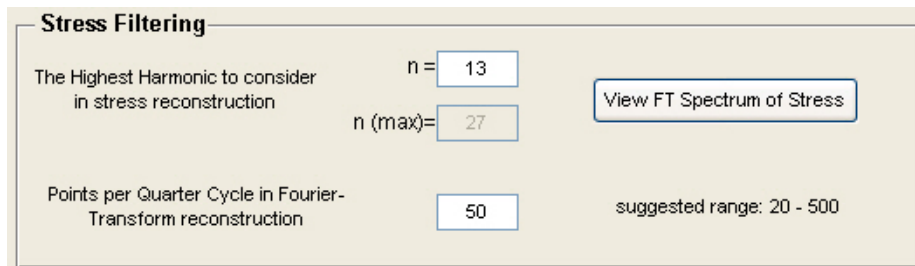 Stress Filtering
The Highest Harmonic to consider
in stress reconstruction
n = 13
n (max)= 27
View FT Spectrum of Stress
Points per Quarter Cycle in Fourier-
Transform reconstruction
50
suggested range: 20 - 500